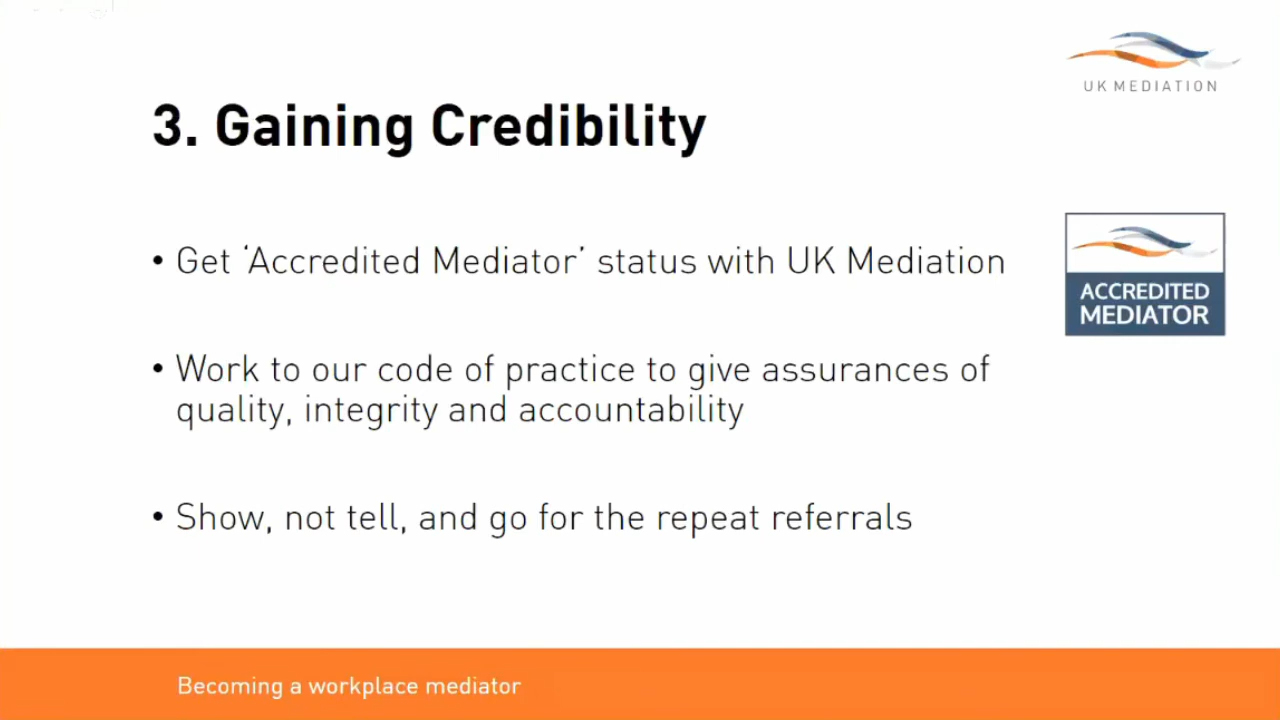 UK MEDIATION
3. Gaining Credibility
• Get ‘Accredited Mediator’ status with UK Mediation
ACCREDITED
MEDIATOR
• Work to our code of practice to give assurances of
quality, integrity and accountability
• Show, not tell, and go for the repeat referrals
Becoming a workplace mediator